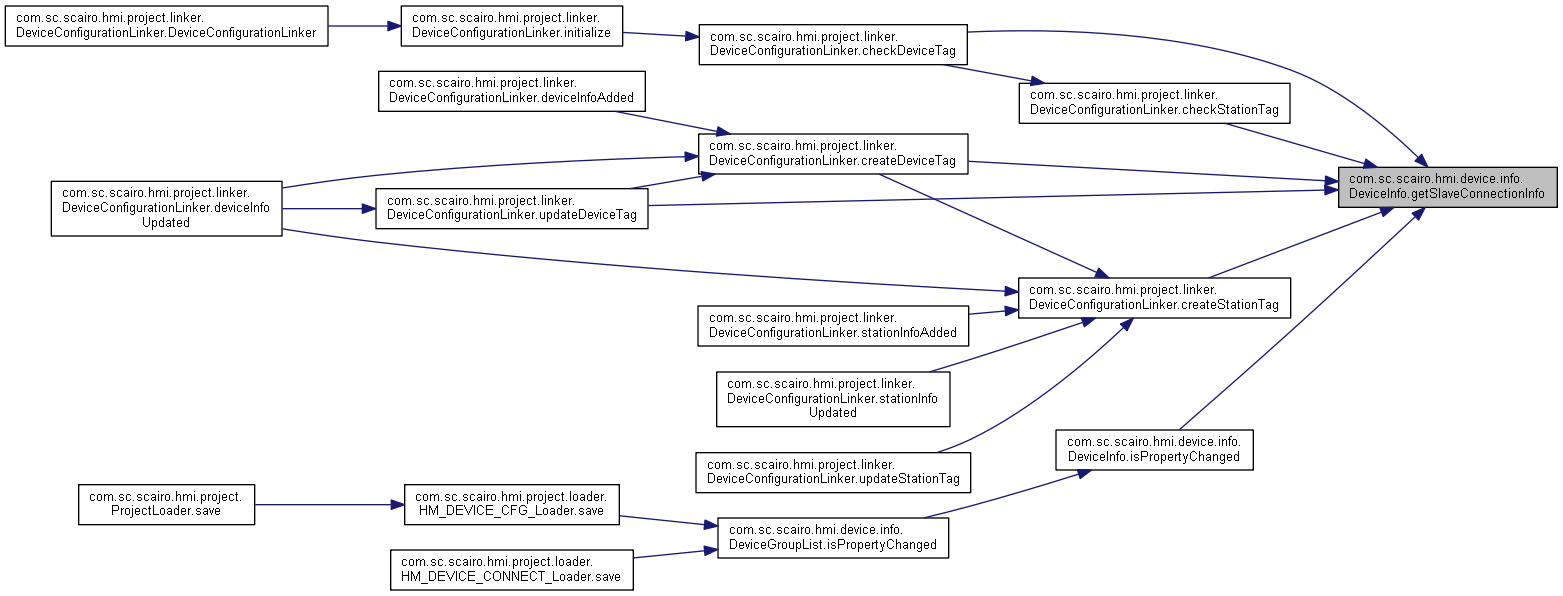 com.sc.scairo.hmi.project.linker.
DeviceConfigurationLinker.DeviceConfigurationLinker
com.sc.scairo.hmi.project.linker.
DeviceConfigurationLinker.initialize
com.sc.scairo.hmi.project.linker.
DeviceConfigurationLinker.checkDeviceTag
com.sc.scairo.hmi.project.linker.
DeviceConfigurationLinker.deviceInfoAdded
com.sc.scairo.hmi.project.linker.
DeviceConfigurationLinker.checkStationTag
com.sc.scairo.hmi.project.linker.
DeviceConfigurationLinker.createDeviceTag
com.sc.scairo.hmi.device.info.
DeviceInfo.getSlaveConnectionInfo
com.sc.scairo.hmi.project.linker.
DeviceConfigurationLinker.deviceInfo
Updated
com.sc.scairo.hmi.project.linker.
DeviceConfigurationLinker.updateDeviceTag
com.sc.scairo.hmi.project.linker.
DeviceConfigurationLinker.createStationTag
com.sc.scairo.hmi.project.linker.
DeviceConfigurationLinker.stationInfoAdded
com.sc.scairo.hmi.project.linker.
DeviceConfigurationLinker.stationInfo
Updated
com.sc.scairo.hmi.device.info.
DeviceInfo.isPropertyChanged
com.sc.scairo.hmi.project.linker.
DeviceConfigurationLinker.updateStationTag
com.sc.scairo.hmi.project.
ProjectLoader.save
com.sc.scairo.hmi.project.loader.
HM_DEVICE_CFG_Loader.save
com.sc.scairo.hmi.device.info.
DeviceGroupList.isPropertyChanged
com.sc.scairo.hmi.project.loader.
HM_DEVICE_CONNECT_Loader.save